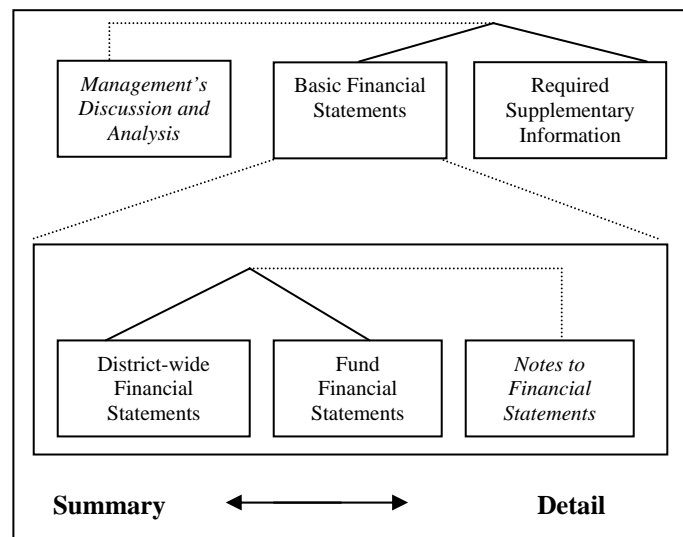 Management’s
Discussion and
Analysis
Basic Financial
Statements
Required
Supplementary
Information
District-wide
Financial
Statements
Fund
Financial
Statements
Notes to
Financial
Statements
Summary
Detail